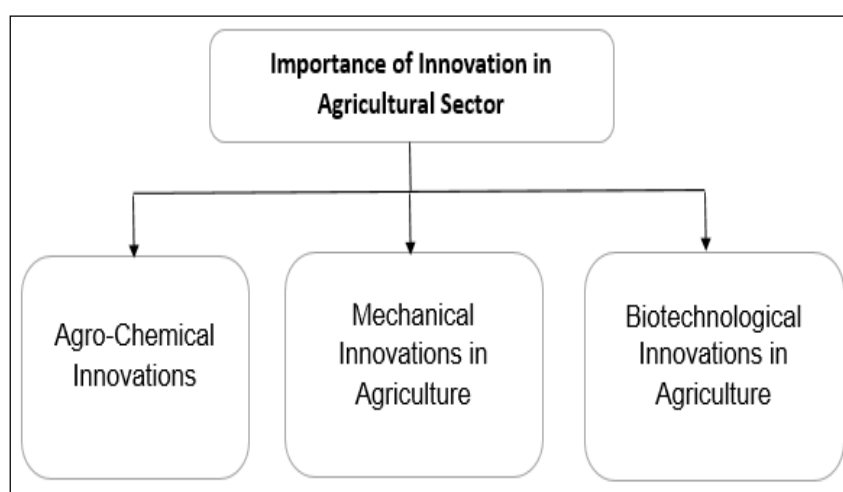 Importance of Innovation in
Agricultural Sector
Agro-Chemical
Innovations
Mechanical
Innovations in
Agriculture
Biotechnological
Innovations in
Agriculture